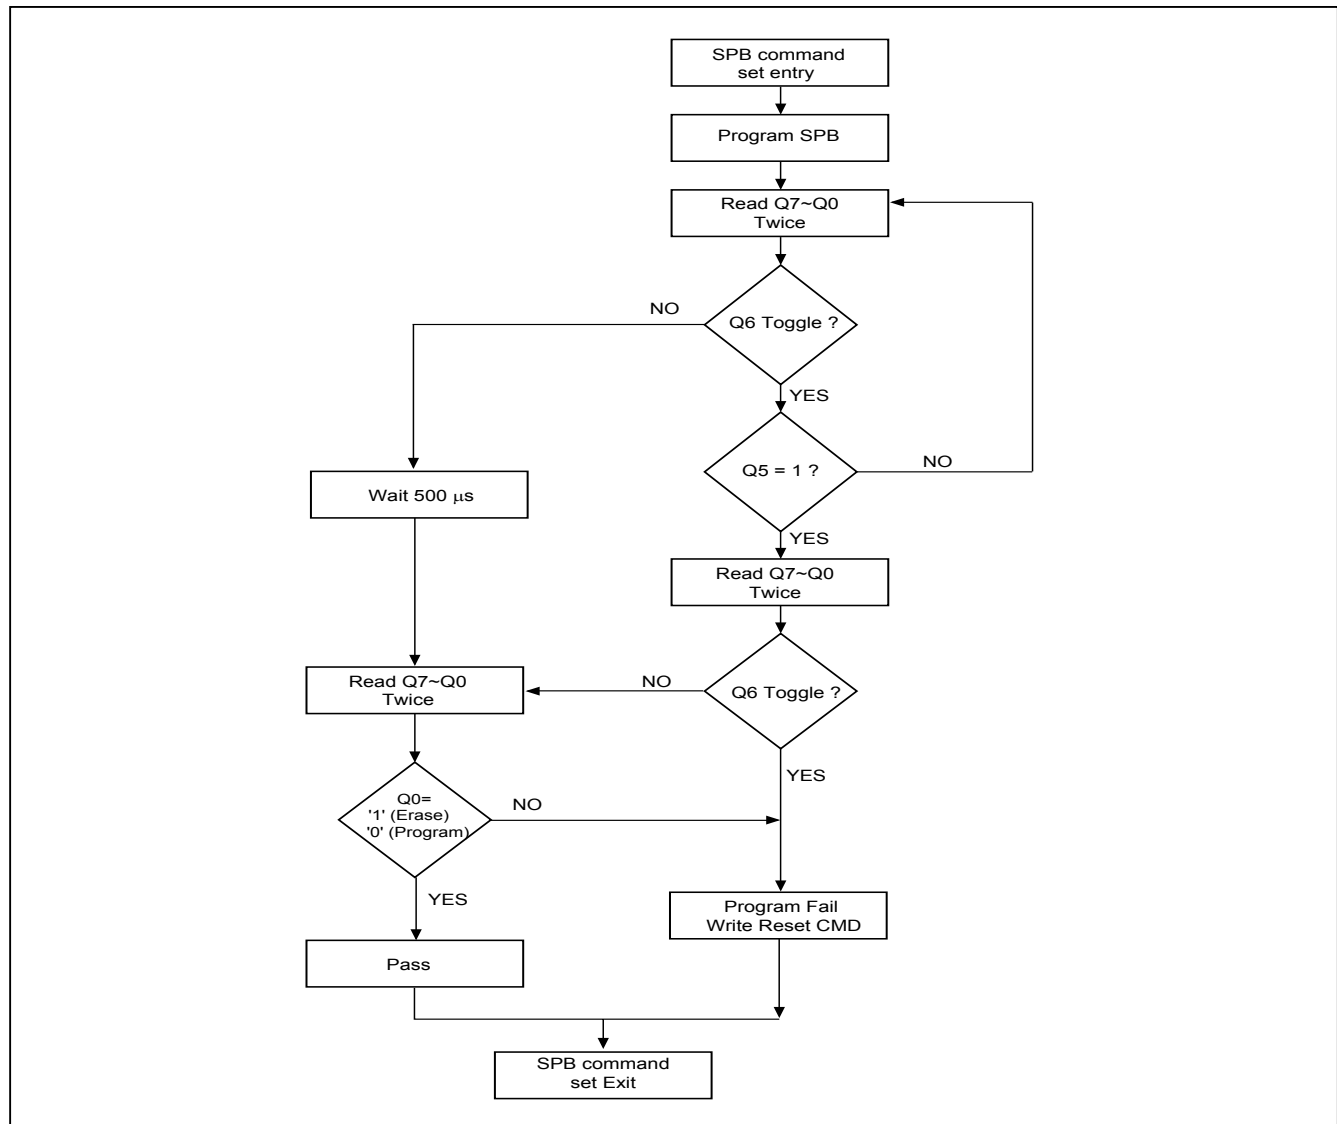 SPB command
set entry
Program SPB
Read Q7~Q0
Twice
NO
Q6 Toggle ?
YES
Q5 = 1 ?
NO
Wait 500 μs
YES
Read Q7~Q0
Twice
Read Q7~Q0
Twice
NO
Q6 Toggle ?
YES
Q0=
'1' (Erase)
'0' (Program)
NO
YES
Program Fail
Write Reset CMD
Pass
SPB command
set Exit